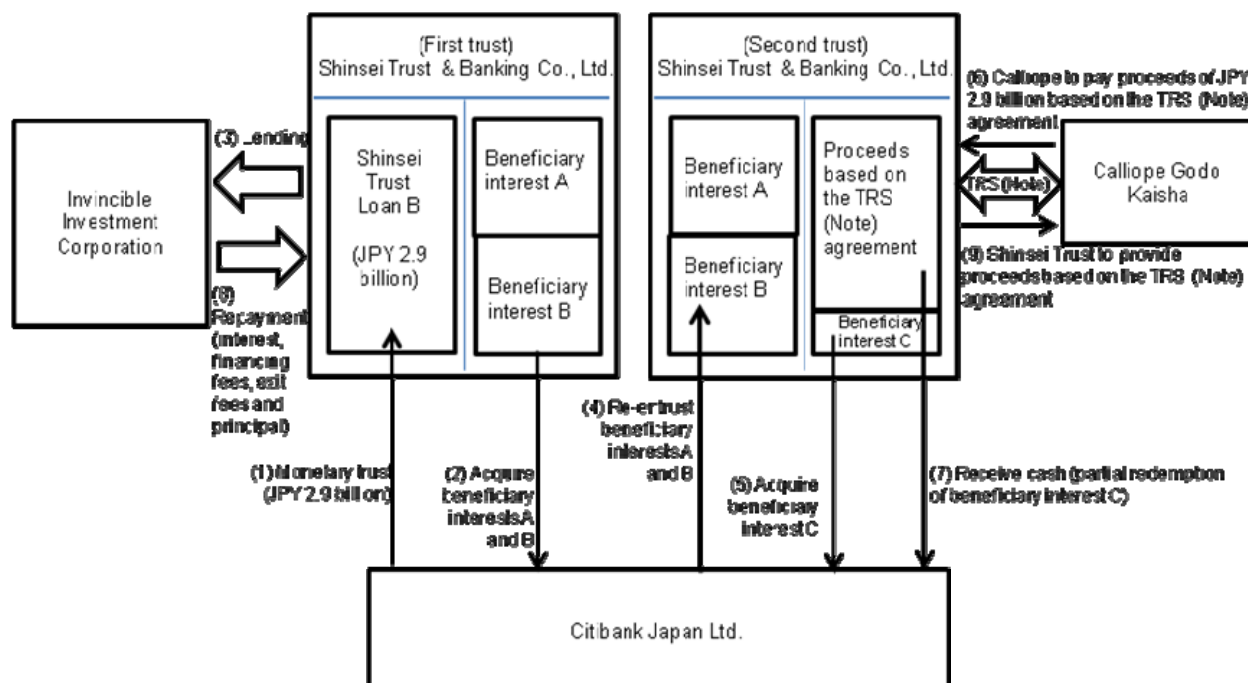 (First trust)
Shinsei Trust & Banking Co., Ltd.
(Second trust)
Shinsei Trust & Banking Co., Ltd.
Invincible
Investment
Corporation
(3) Lending
(8)
Repayment
(interest,
financing
fees, exit
fees and
principal)
Shinsei
Trust
Loan B
(JPY 2.9
billion)
Beneficiary
interest A
Beneficiary
interest B
Beneficiary
interest A
Beneficiary
interest B
Proceeds
based on
the TRS
(Note)
agreement
Beneficiary
interest C
(6) Calliope to pay proceeds of JPY
2.9 billion based on the TRS (Note)
agreement
TRS (Note)
Calliope Godo
Kaisha
(9) Shinsei Trust to provide
proceeds based on the TRS (Note)
agreement
(1) Monetary trust
(JPY 2.9 billion)
(2) Acquire
beneficiary
interests A
and B
(4) Re-entrust
beneficiary
interests A
and B
(5) Acquire
beneficiary
interest C
(7) Receive cash (partial redemption
of beneficiary interest C)
Citibank Japan Ltd.